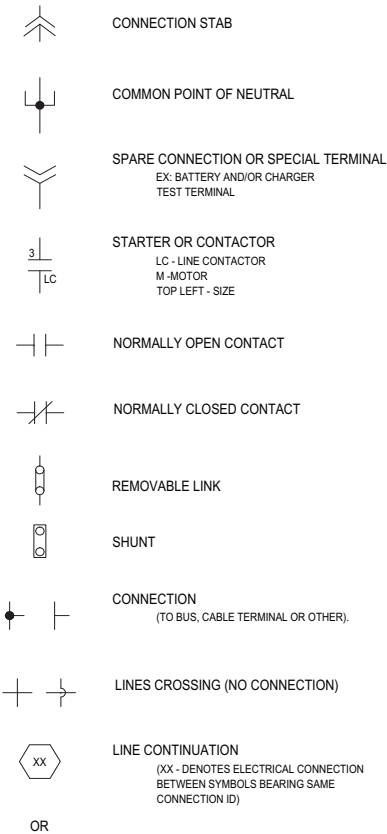 CONNECTION STAB
COMMON POINT OF NEUTRAL
SPARE CONNECTION OR SPECIAL TERMINAL
EX: BATTERY AND/OR CHARGER
TEST TERMINAL
3
LC
STARTER OR CONTACTOR
LC - LINE CONTACTOR
M -MOTOR
TOP LEFT - SIZE
NORMALLY OPEN CONTACT
NORMALLY CLOSED CONTACT
REMOVABLE LINK
SHUNT
CONNECTION
(TO BUS, CABLE TERMINAL OR OTHER).
LINES CROSSING (NO CONNECTION)
XX
LINE CONTINUATION
(XX - DENOTES ELECTRICAL CONNECTION
BETWEEN SYMBOLS BEARING SAME
CONNECTION ID)
OR